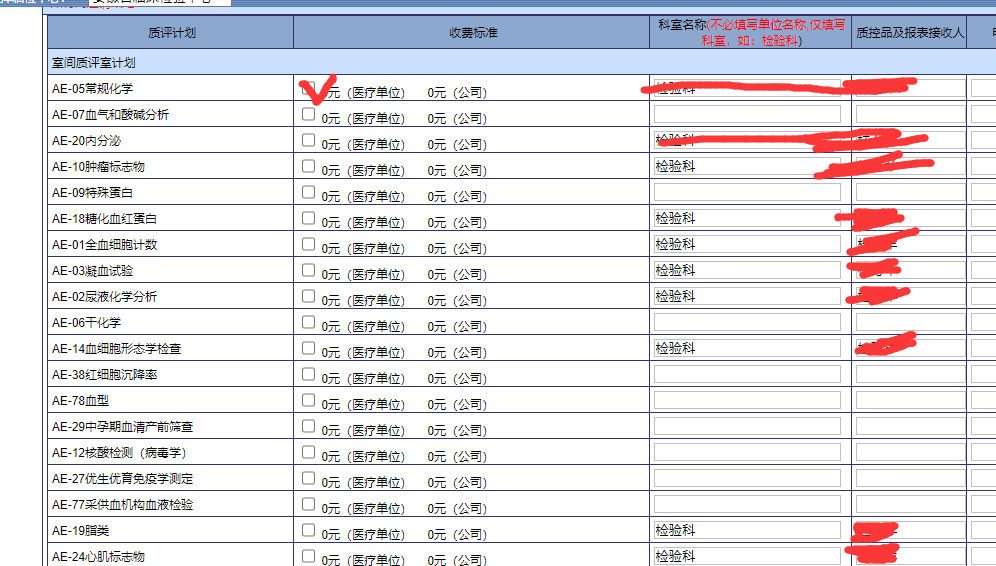 质评计划 收费标准 科室名称(不必填写单位名称,仅填写科室，如：检验科) 质控品及报表接收人
室间质评室计划
AE-05常规化学 0元（医疗单位） 0元（公司） 检验科
AE-07血气和酸碱分析 0元（医疗单位） 0元（公司）
AE-20内分泌 0元（医疗单位） 0元（公司） 检验科
AE-10肿瘤标志物 0元（医疗单位） 0元（公司） 检验科
AE-09特殊蛋白 0元（医疗单位） 0元（公司）
AE-18糖化血红蛋白 0元（医疗单位） 0元（公司） 检验科
AE-01全血细胞计数 0元（医疗单位） 0元（公司） 检验科
AE-03凝血试验 0元（医疗单位） 0元（公司） 检验科
AE-02尿液化学分析 0元（医疗单位） 0元（公司） 检验科
AE-06干化学 0元（医疗单位） 0元（公司）
AE-14血细胞形态学检查 0元（医疗单位） 0元（公司） 检验科
AE-38红细胞沉降率 0元（医疗单位） 0元（公司）
AE-78血型 0元（医疗单位） 0元（公司）
AE-29中孕期血清产前筛查 0元（医疗单位） 0元（公司）
AE-12核酸检测（病毒学） 0元（医疗单位） 0元（公司）
AE-27优生优育免疫学测定 0元（医疗单位） 0元（公司）
AE-77采供血机构血液检验 0元（医疗单位） 0元（公司）
AE-19脂类 0元（医疗单位） 0元（公司） 检验科
AE-24心肌标志物 0元（医疗单位） 0元（公司） 检验科